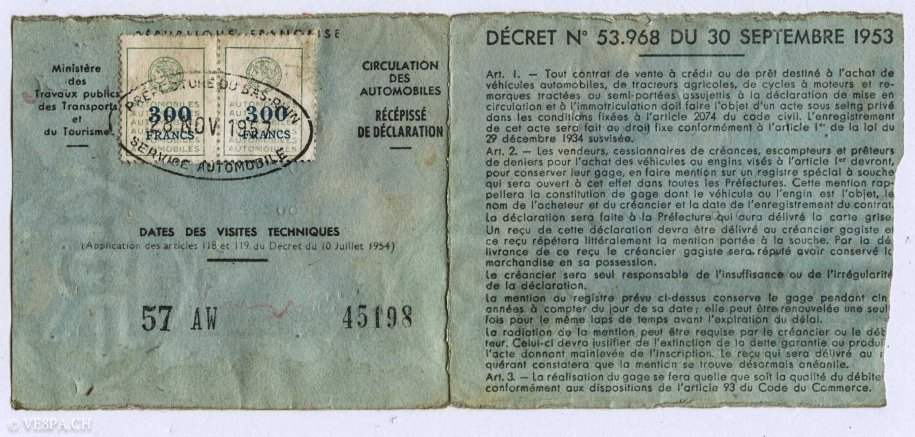 RÉPUBLIQUE FRANÇAISE
Ministère
des
Travaux publics
des Transports
et
du Tourisme.
AUTOMOBILES
300 300
FRANCS FRANCS
PRÉFECTURE DU BAS-RHIN
NOV 19
SERVICE AUTOMOBILE
CIRCULATION
DES
AUTOMOBILES
RÉCÉPISSÉ
DE DÉCLARATION
DATES DES VISITES TECHNIQUES
(Application des articles 118 et 119 du Décret du 10 Juillet 1954)
57 AW 45198
DÉCRET N° 53.968 DU 30 SEPTEMBRE 1953
Art. 1. — Tout contrat de vente à crédit ou de prêt destiné à l'achat de
véhicules automobiles, de tracteurs agricoles, de cycles à moteurs et re-
morques tractées ou semi-portées assujetis à la déclaration de mise en
circulation et à l'immatriculation doit faire l'objet d'un acte sous seing privé
dans les conditions fixées à l'article 2074 du code civil. L'enregistrement
de cet acte sera fait au droit fixe conformément à l'article 1er de la loi du
29 décembre 1934 susvisée.
Art. 2. — Les vendeurs, cessionnaires de créances, escompteurs et prêteurs
de deniers pour l'achat des véhicules ou engins visés à l'article 1er devront,
pour conserver leur gage, en faire mention sur un registre spécial à souche
qui sera ouvert à cet effet dans toutes les Préfectures. Cette mention rap-
pellera la constitution de gage dont le véhicule ou l'engin est l'objet, le
nom de l'acheteur et du créancier et la date de l'enregistrement du contrat.
La déclaration sera faite à la Préfecture qui aura délivré la carte grise.
Un reçu de cette déclaration devra être délivré au créancier gagiste et
ce reçu répétera littéralement la mention portée à la souche. Par la dé-
livrance de ce reçu le créancier gagiste sera réputé avoir conservé la
marchandise en sa possession.
Le créancier sera seul responsable de l'insuffisance ou de l'irrégularité
de la déclaration.
La mention au registre prévu ci-dessus conserve le gage pendant cin
années à compter du jour de sa date ; elle peut être renouvelée une seul
fois pour le même laps de temps avant l'expiration du délai.
La radiation de la mention peut être requise par le créancier ou le déb
teur. Celui-ci devra justifier de l'extinction de la dette garantie ou produi
l'acte donnant mainlevée de l'inscription. Le reçu qui sera délivré au
quérant constatera que la mention se trouve désormais anéantie.
Art. 3. — La réalisation du gage se fera quelle que soit la qualité du débite
conformément aux dispositions de l'article 93 du Code du Commerce.
© VESPA.CH